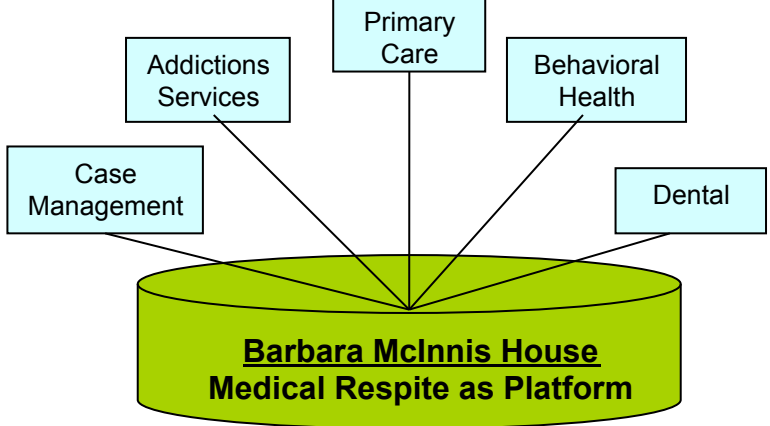 Primary
Care
Addictions
Services
Behavioral
Health
Case
Management
Dental
Barbara McInnis House
Medical Respite as Platform